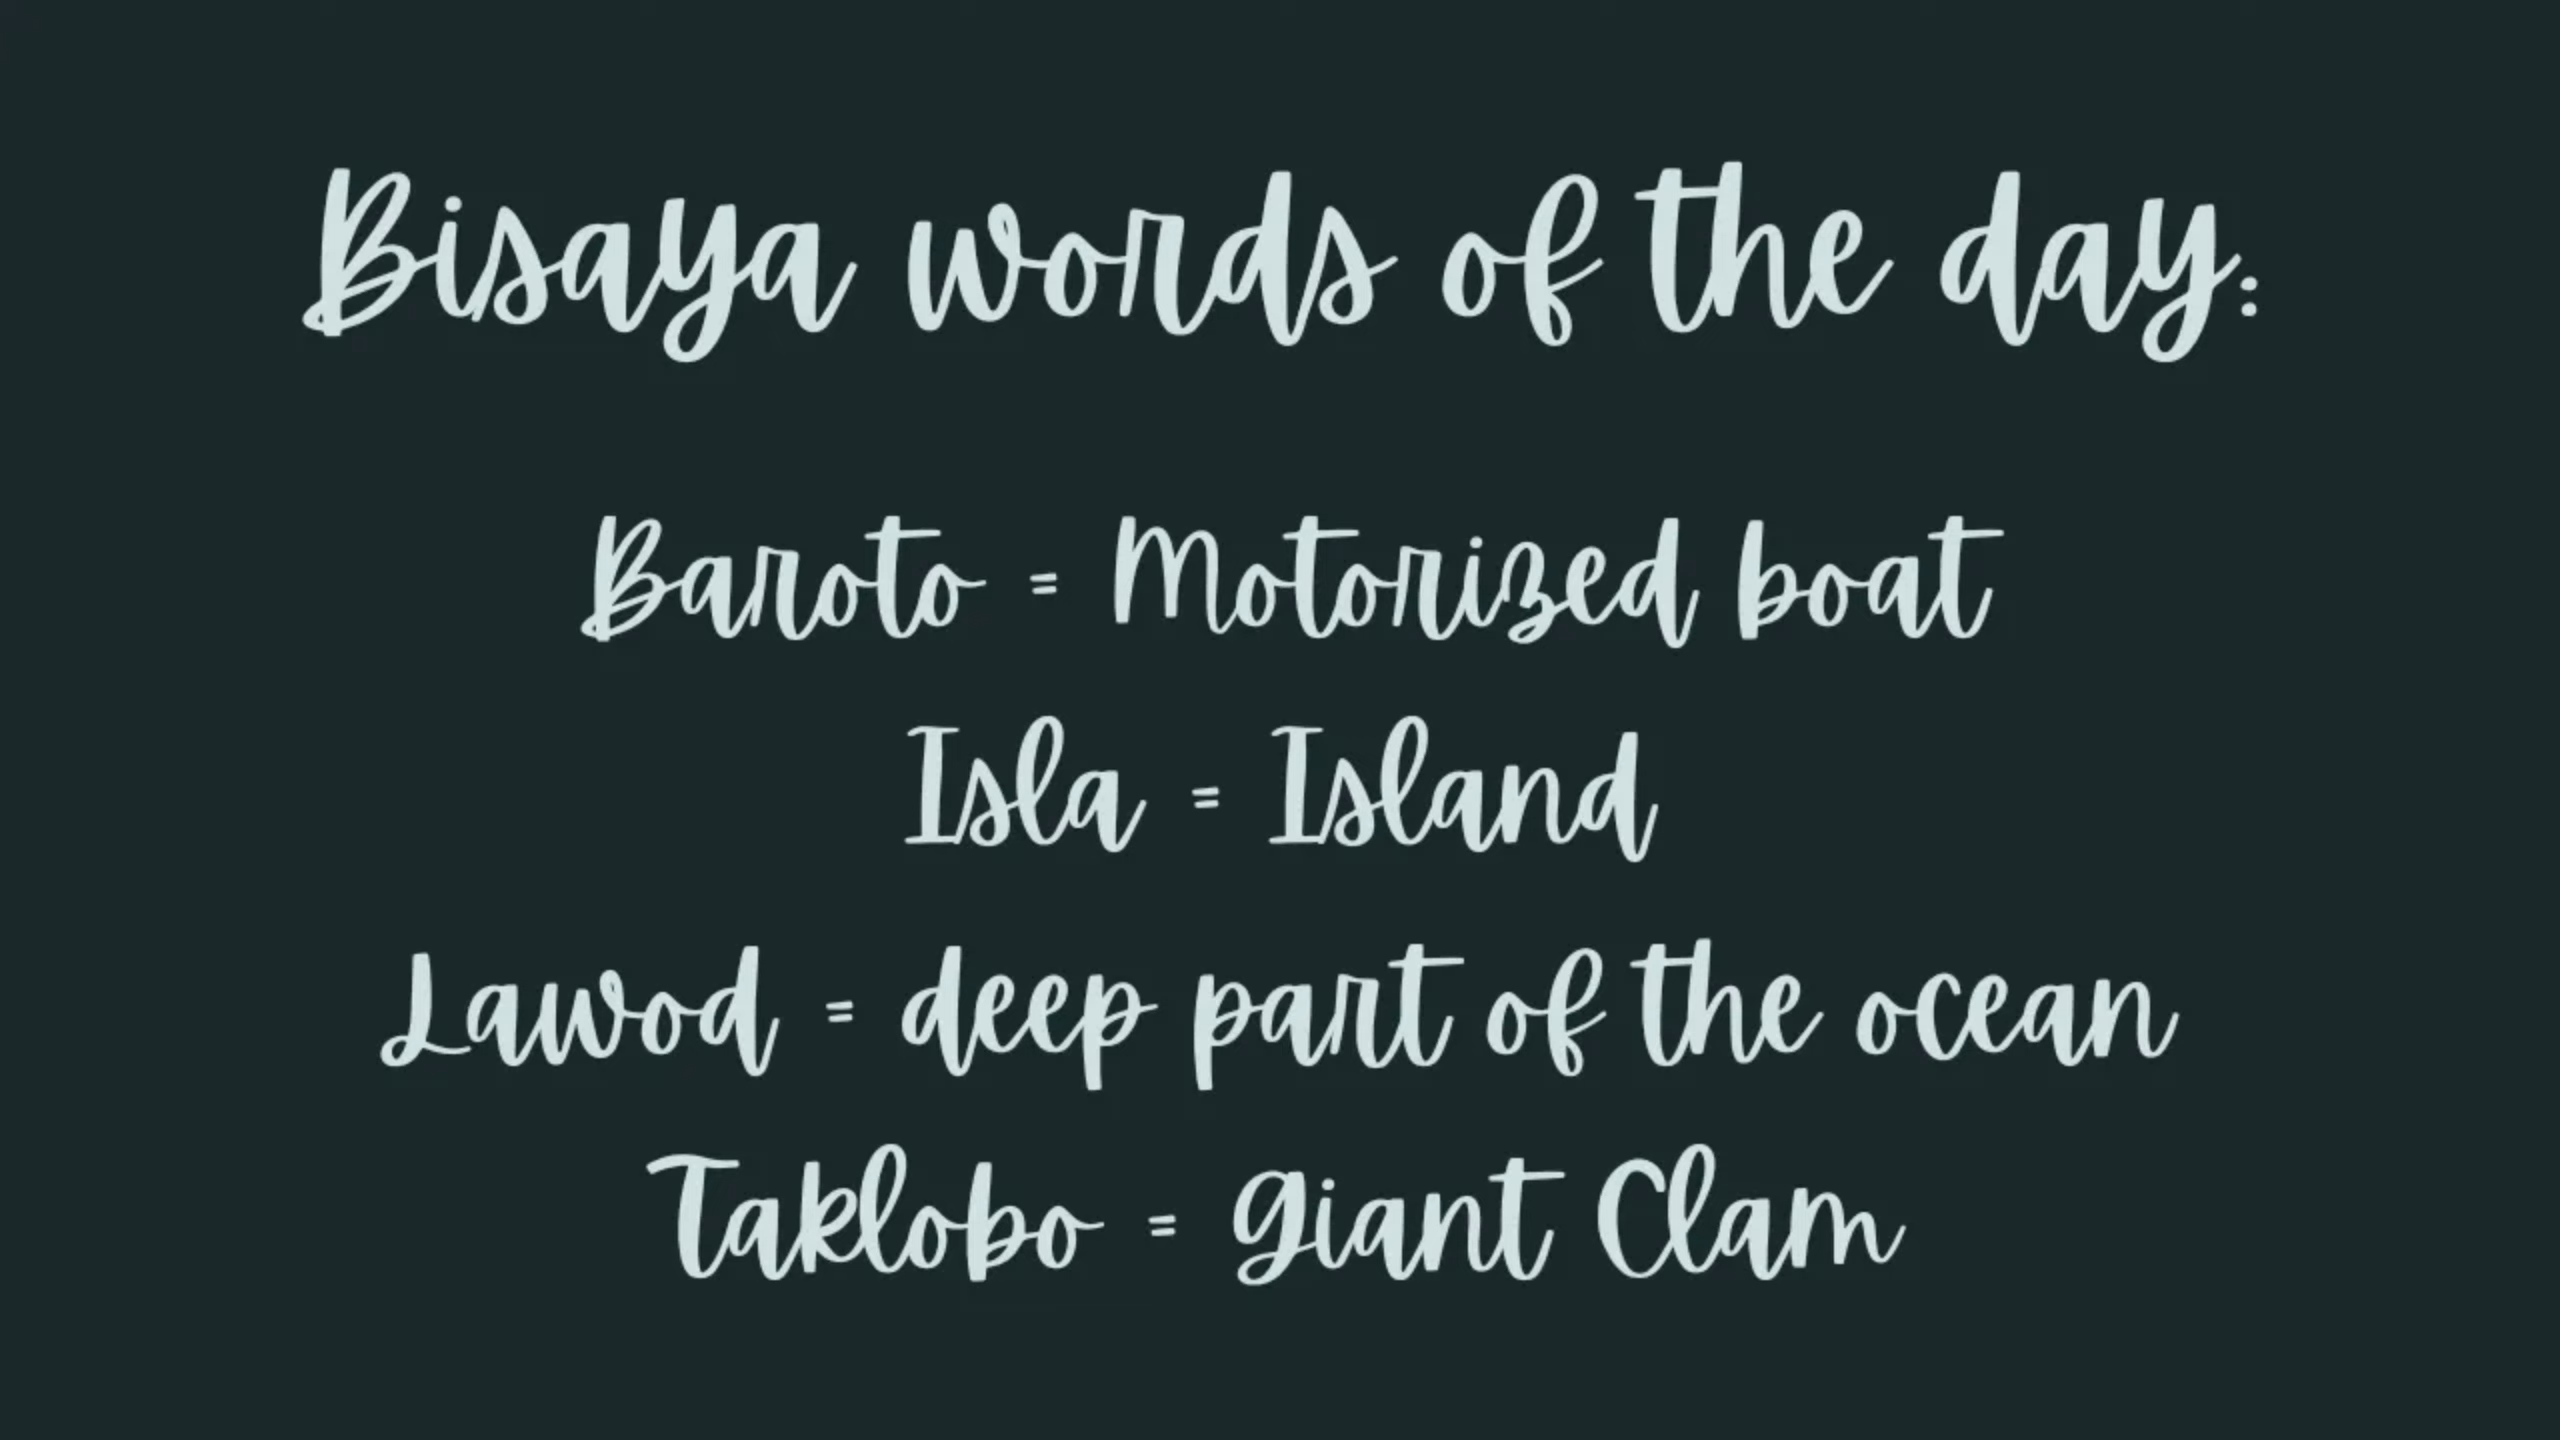 Bisaya words of the day:
Baroto = Motorized boat
Isla = Island
Lawod = deep part of the ocean
Taklobo = Giant Clam